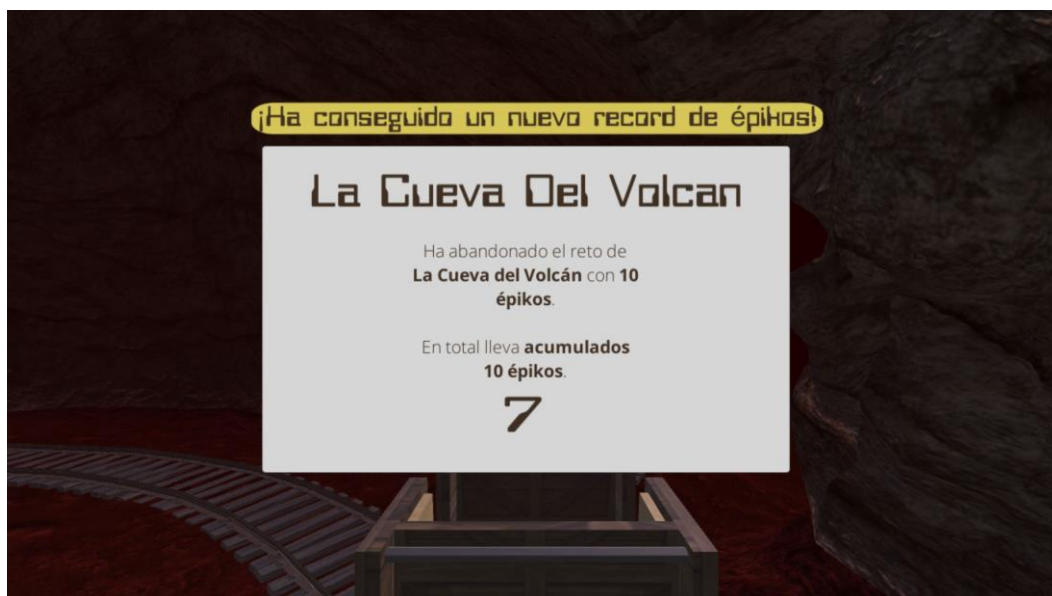 ¡Ha conseguido un nuevo record de épikos!
La Cueva Del Volcan
Ha abandonado el reto de
La Cueva del Volcán con 10
épikos.
En total lleva acumulados
10 épikos.
7